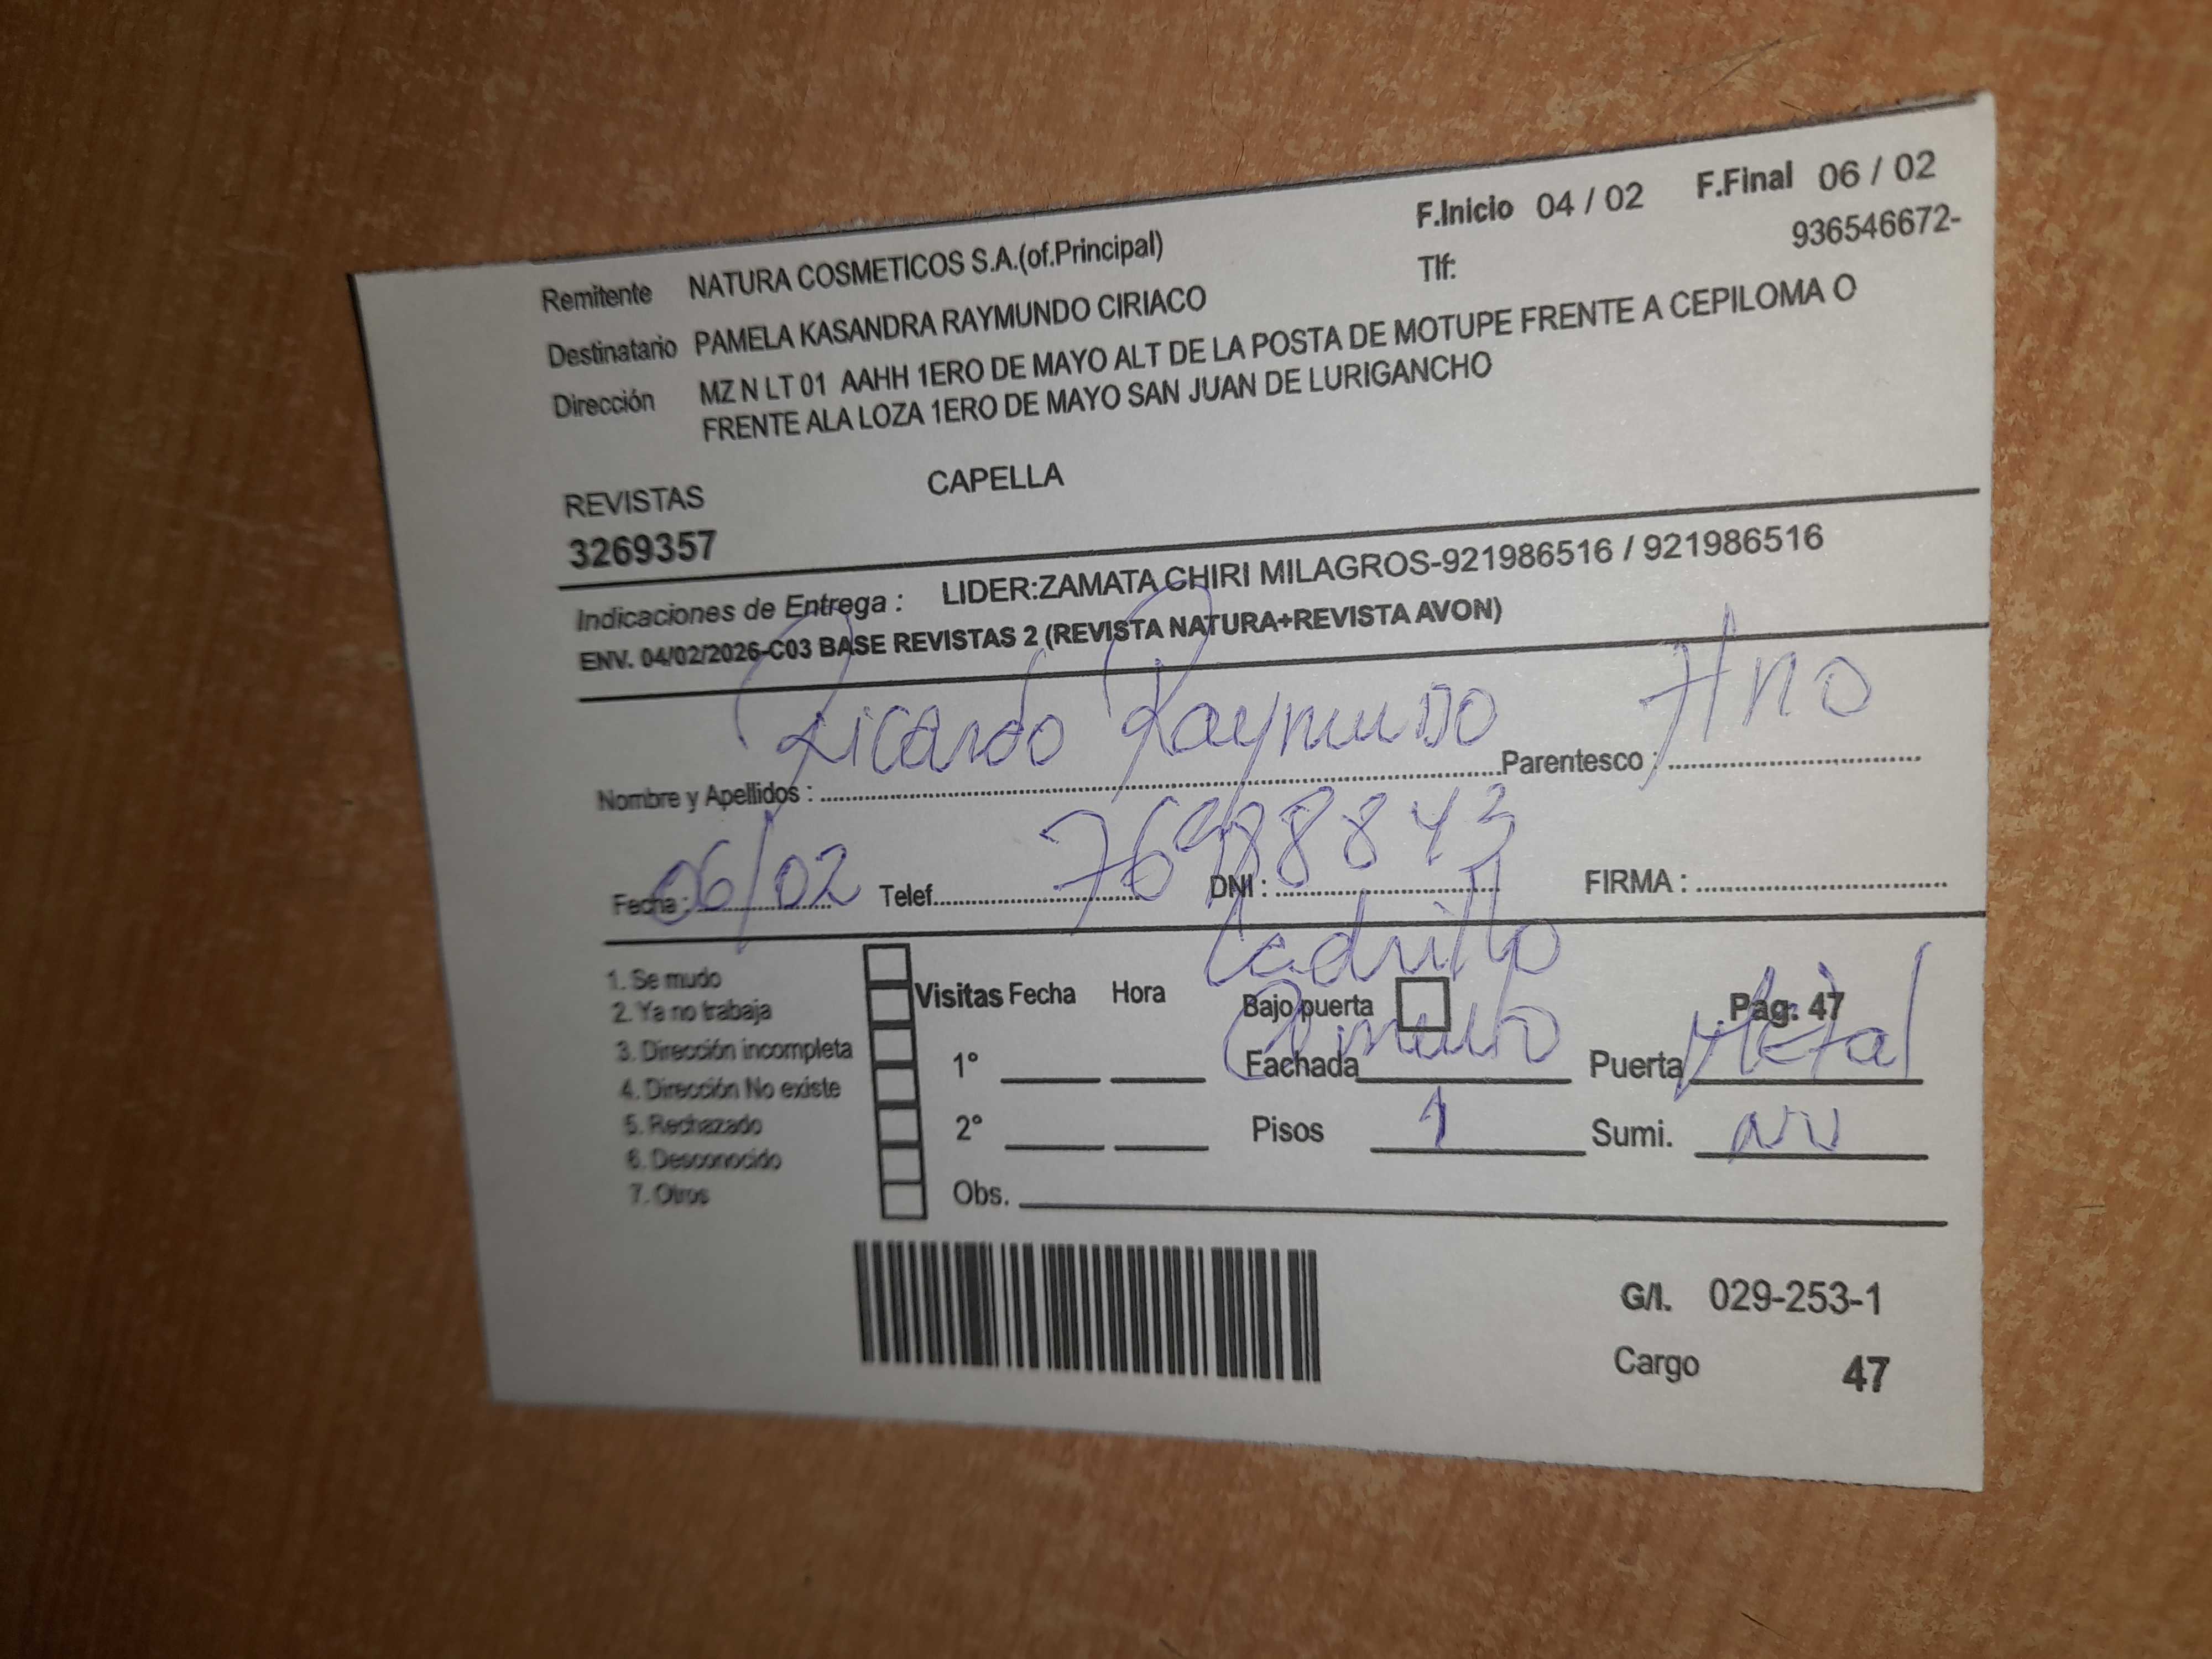 F.Inicio 04 / 02 F.Final 06 / 02
Remitente NATURA COSMETICOS S.A.(of.Principal) Tlf: 936546672-
Destinatario PAMELA KASANDRA RAYMUNDO CIRIACO
Dirección MZ N LT 01 AAHH 1ERO DE MAYO ALT DE LA POSTA DE MOTUPE FRENTE A CEPILOMA O
FRENTE ALA LOZA 1ERO DE MAYO SAN JUAN DE LURIGANCHO
REVISTAS CAPELLA
3269357
Indicaciones de Entrega : LIDER:ZAMATA CHIRI MILAGROS-921986516 / 921986516
ENV. 04/02/2026-C03 BASE REVISTAS 2 (REVISTA NATURA+REVISTA AVON)
Nombre y Apellidos : Ricardo Raymundo Parentesco : Hno
Fecha : 06/02 Telef. DNI : FIRMA :
Ladrillo
1. Se mudo
2. Ya no trabaja
3. Dirección incompleta
4. Dirección No existe
5. Rechazado
6. Desconocido
7. Otros
Visitas Fecha Hora Bajo puerta Pag. 47
1° Fachada Puerta Metal
2° Pisos 1 Sumi.
Obs.
G/I. 029-253-1
Cargo 47